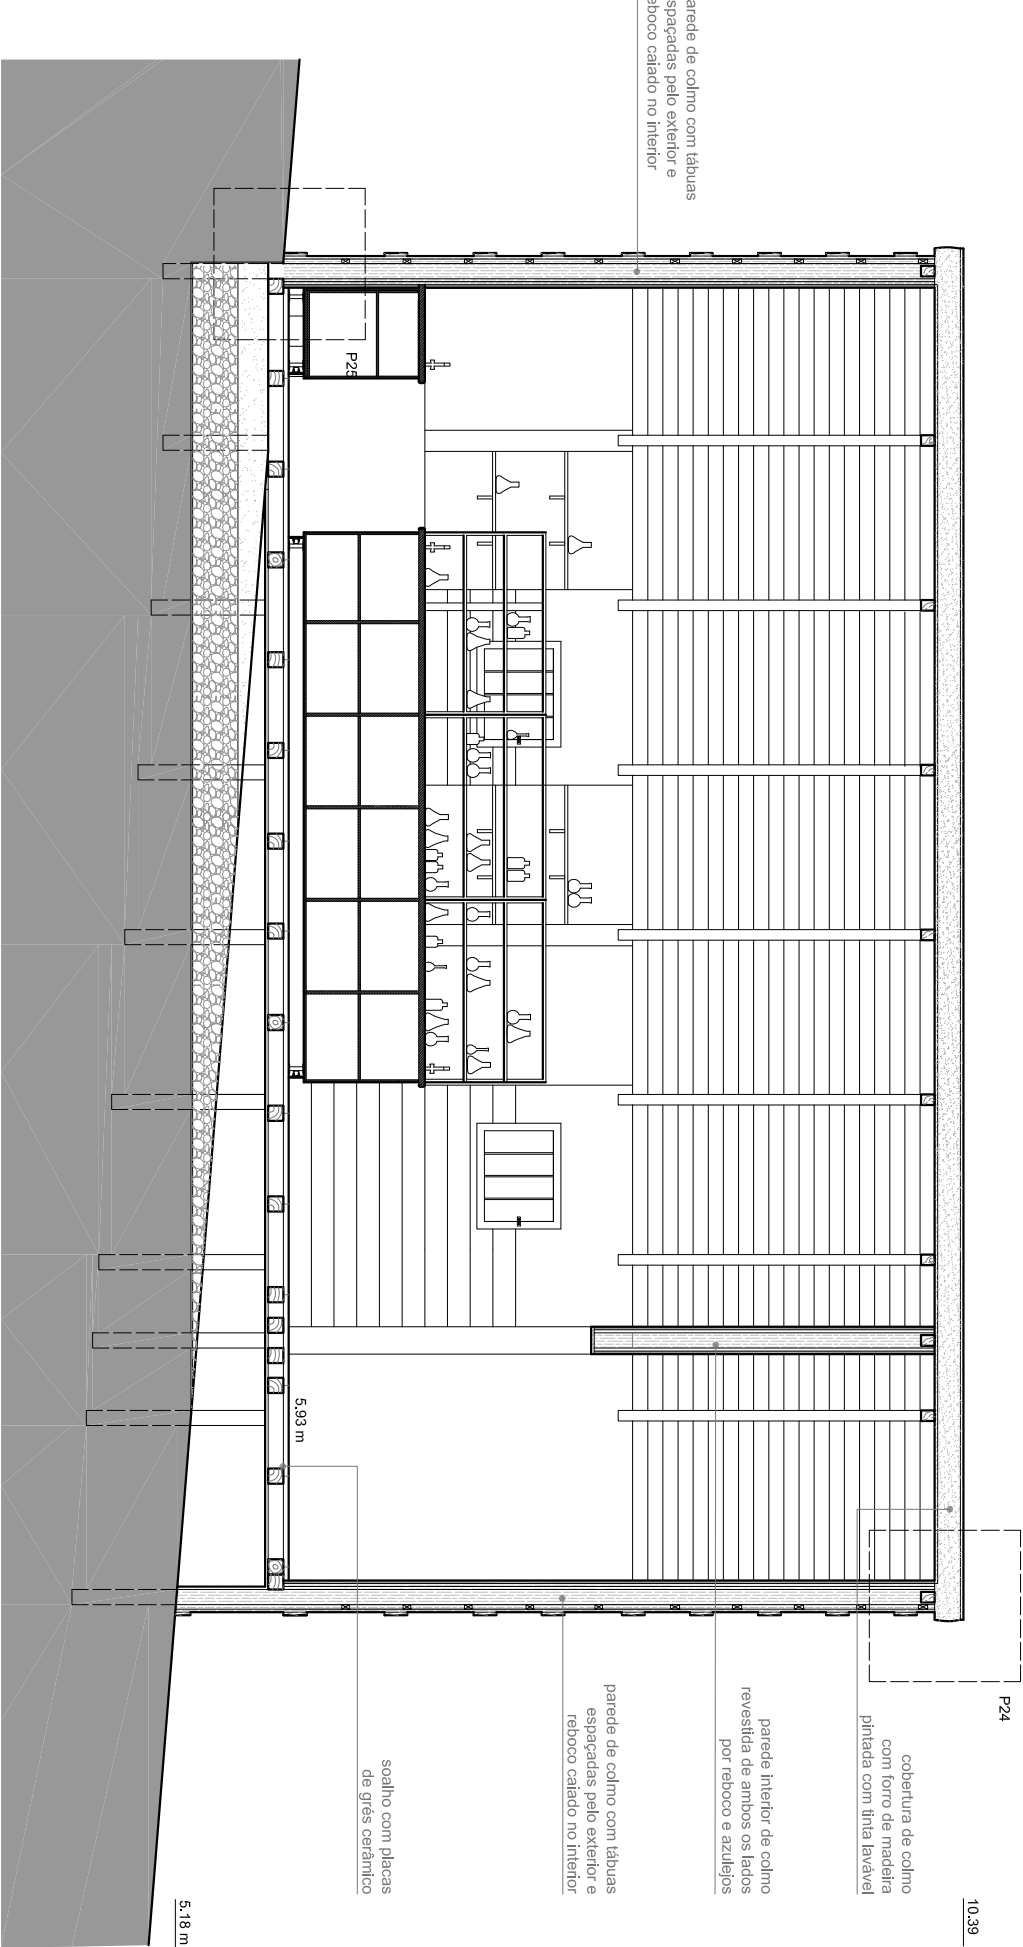 parede de colmo com tábuas
espaçadas pelo exterior e
reboco caiado no interior
P25
5.93 m
P24
cobertura de colmo
com forro de madeira
pintada com tinta lavável
parede interior de colmo
revestida de ambos os lados
por reboco e azulejos
parede de colmo com tábuas
espaçadas pelo exterior e
reboco caiado no interior
soalho com placas
de grés cerâmico
10.39
5.18 m